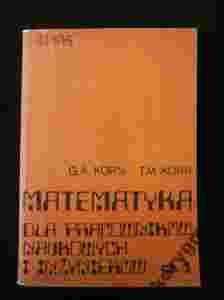 G.A. KORN T.M. KORN
MATEMATYKA
DLA PRACOWNIKÓW
NAUKOWYCH
I INŻYNIERÓW